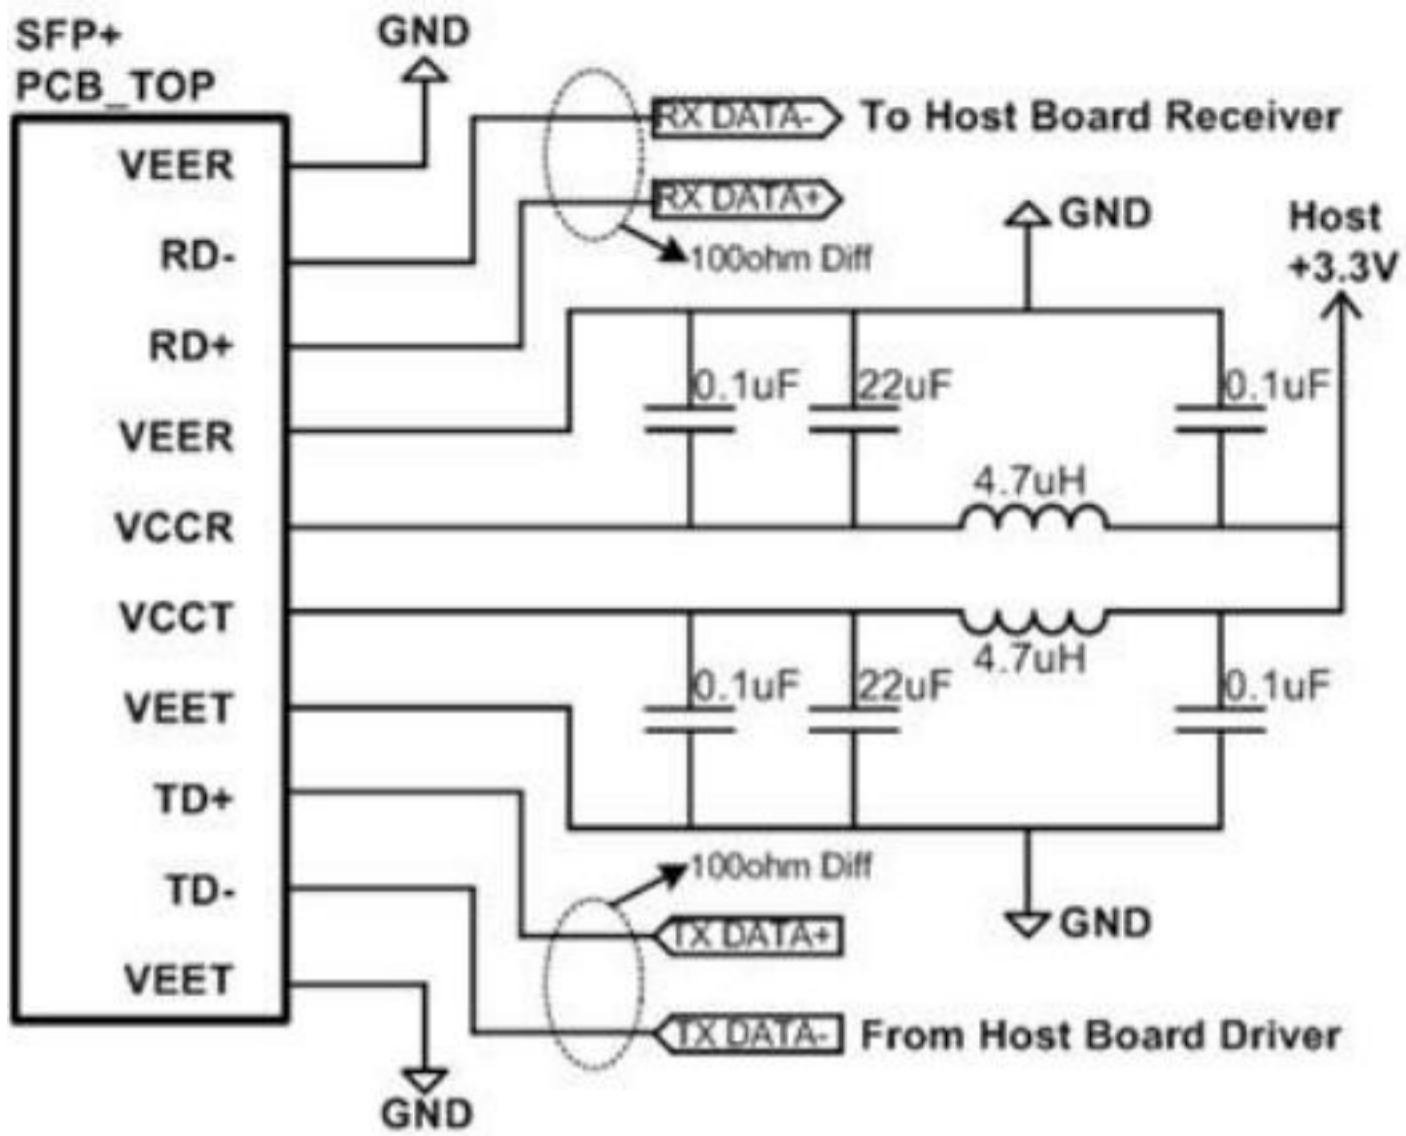 SFP+
PCB_TOP
GND
RX DATA-
To Host Board Receiver
VEER
RX DATA+
GND
Host
+3.3V
RD-
100ohm Diff
RD+
0.1uF
22uF
0.1uF
VEER
4.7uH
VCCR
VCCT
4.7uH
0.1uF
22uF
0.1uF
VEET
TD+
100ohm Diff
TD-
TX DATA+
GND
VEET
TX DATA-
From Host Board Driver
GND